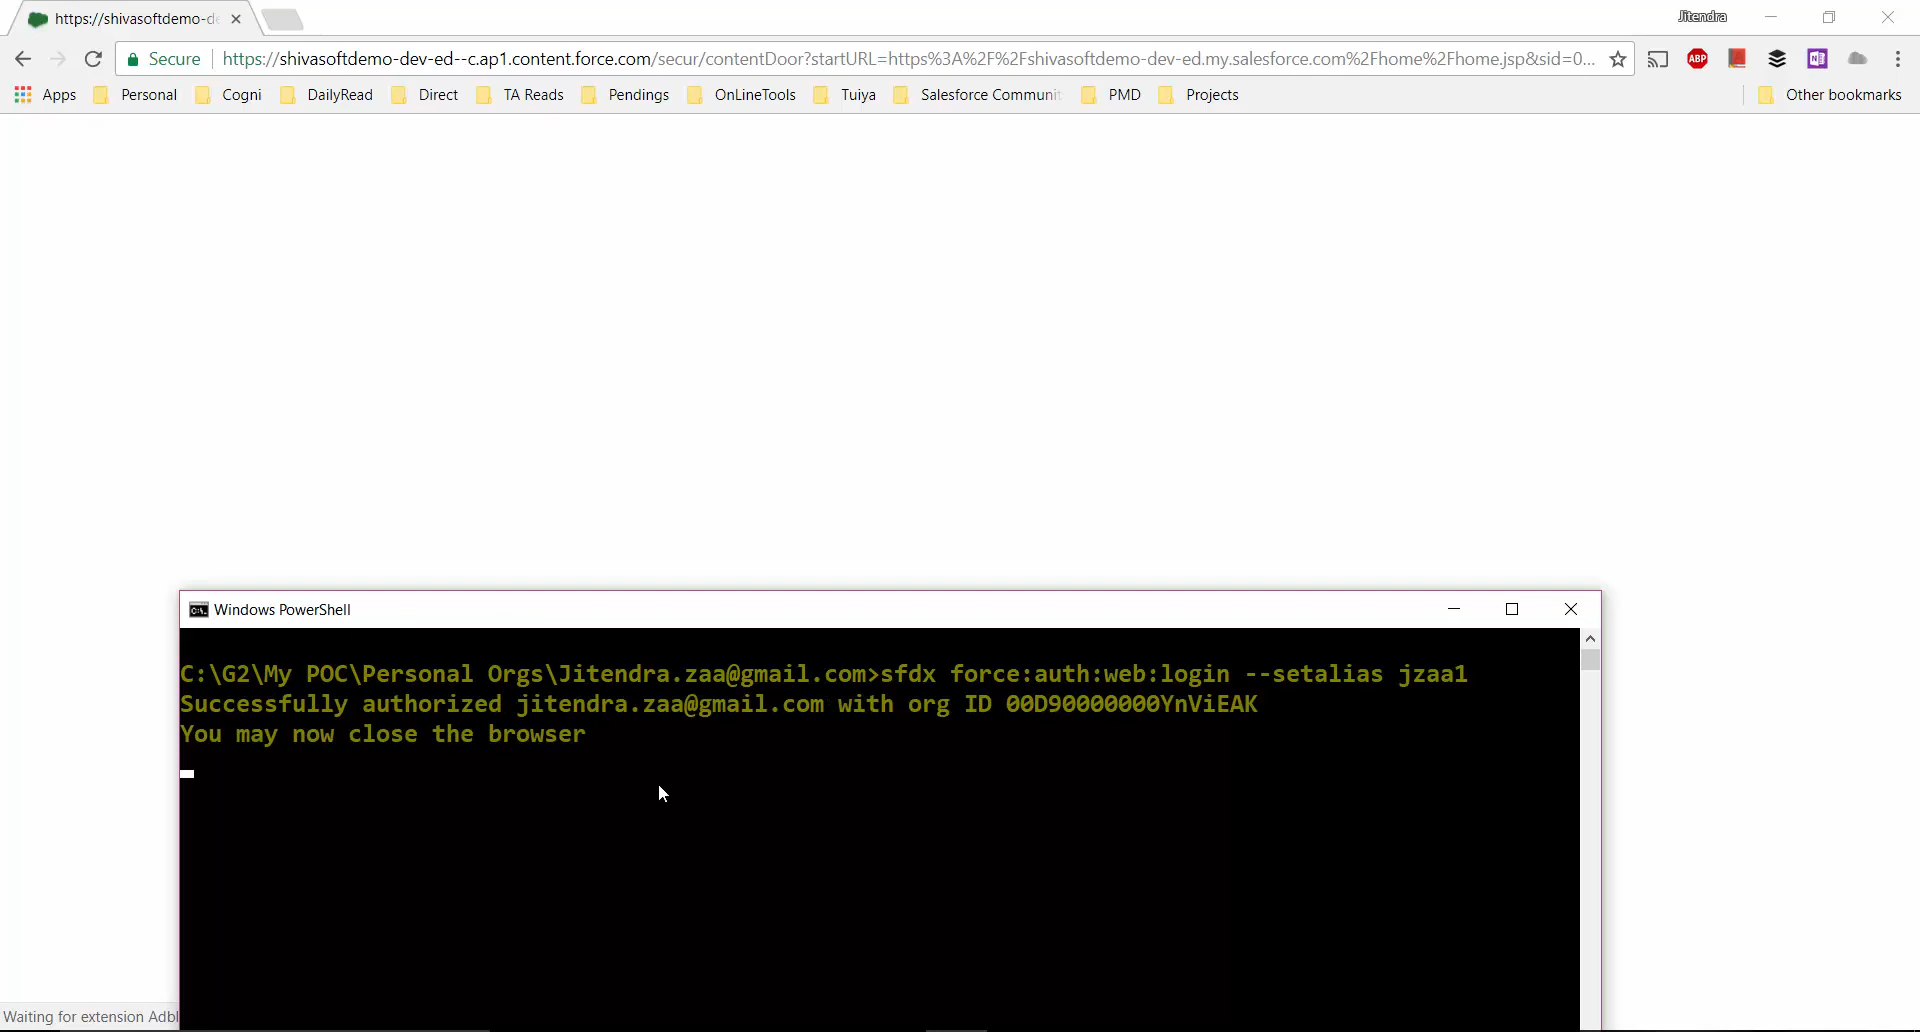 https://shivasoftdemo-de
Jitendra
Secure
https://shivasoftdemo-dev-ed--c.ap1.content.force.com/secur/contentDoor?startURL=https%3A%2F%2Fshivasoftdemo-dev-ed.my.salesforce.com%2Fhome%2Fhome.jsp&sid=0...
ABP
N
Apps Personal Cogni DailyRead Direct TA Reads Pendings OnLineTools Tuiya Salesforce Communit PMD Projects Other bookmarks
Windows PowerShell
C:\G2\My POC\Personal Orgs\Jitendra.zaa@gmail.com>sfdx force:auth:web:login --setalias jzaa1
Successfully authorized jitendra.zaa@gmail.com with org ID 00D90000000YnViEAK
You may now close the browser
Waiting for extension Adbl